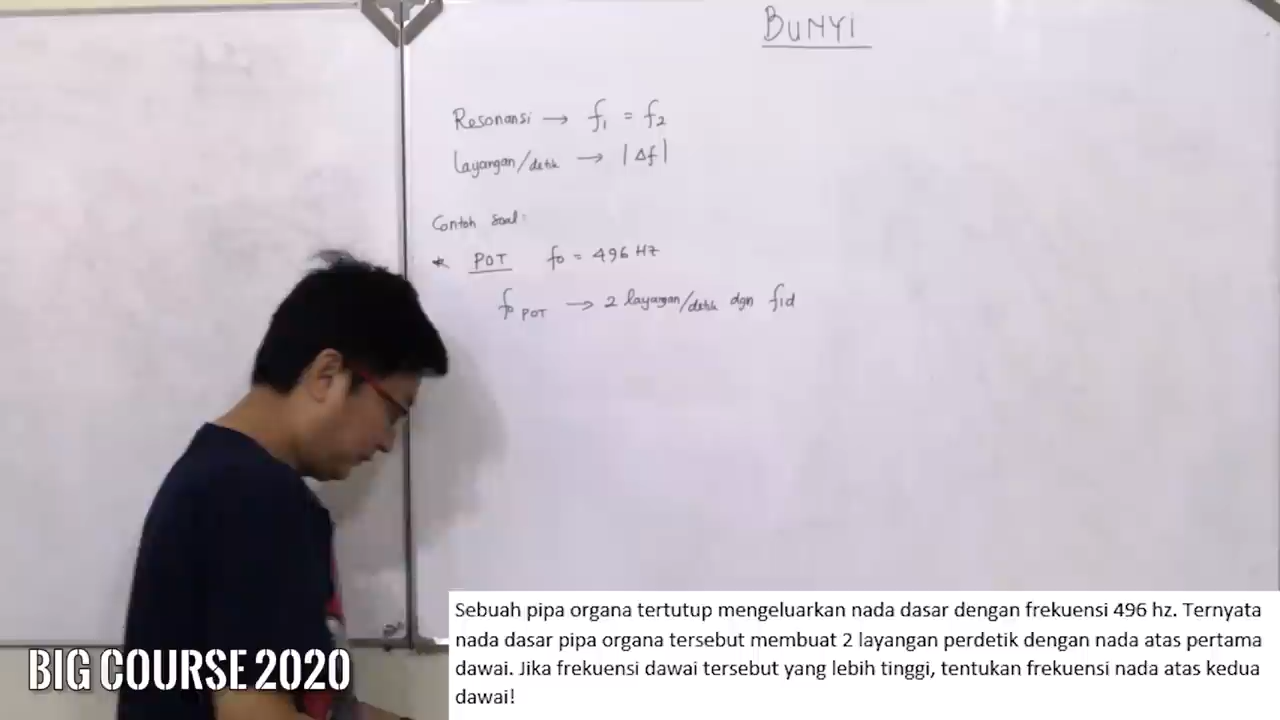 BUNYI
Resonansi → f₁ = f₂
Layangan/detik → |Δf|
Contoh soal:
* POT f₀ = 496 Hz
f₀ POT → 2 layangan/detik dgn f₁d
Sebuah pipa organa tertutup mengeluarkan nada dasar dengan frekuensi 496 hz. Ternyata
nada dasar pipa organa tersebut membuat 2 layangan perdetik dengan nada atas pertama
dawai. Jika frekuensi dawai tersebut yang lebih tinggi, tentukan frekuensi nada atas kedua
dawai!
BIG COURSE 2020